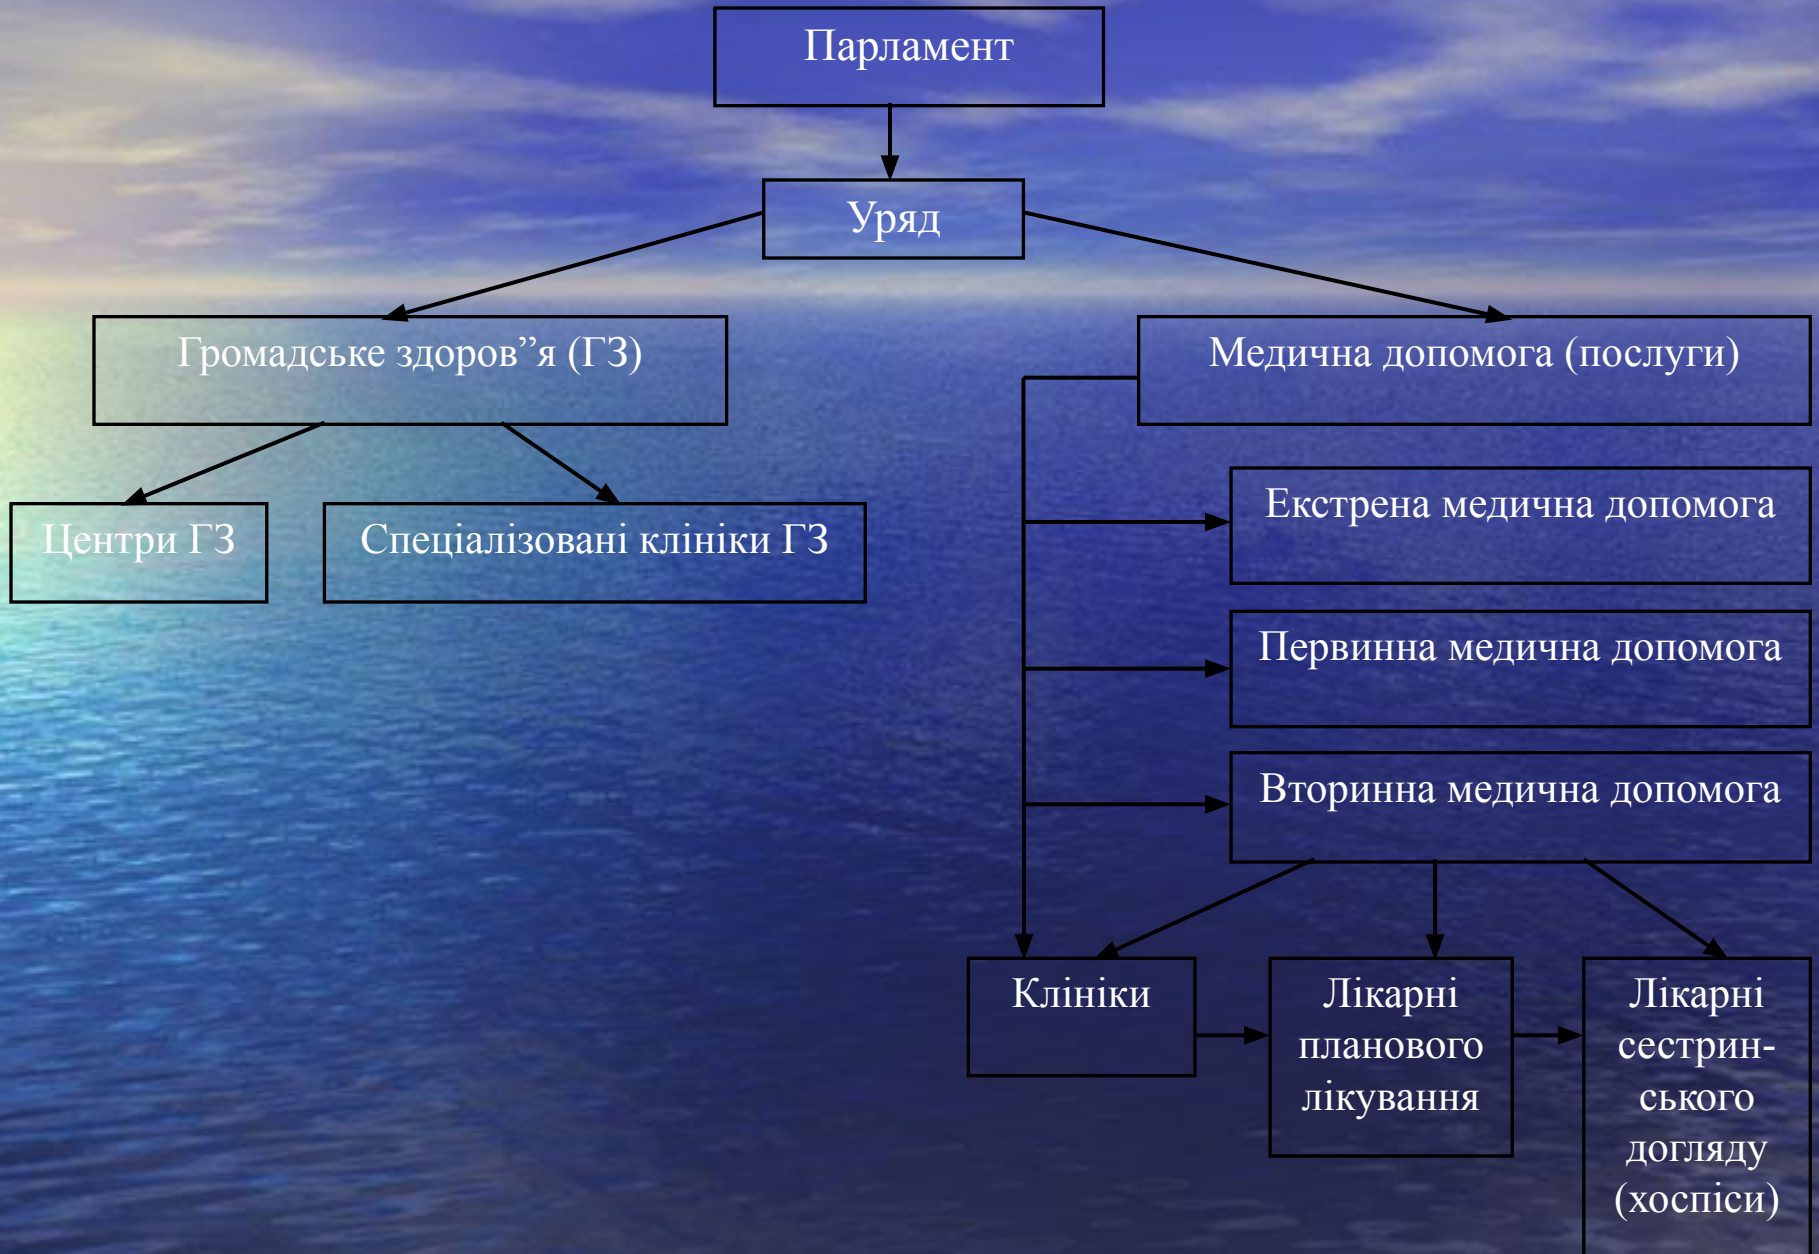 Парламент
Уряд
Громадське здоров”я (ГЗ)
Медична допомога (послуги)
Центри ГЗ
Спеціалізовані клініки ГЗ
Екстрена медична допомога
Первинна медична допомога
Вторинна медична допомога
Клініки
Лікарні
планового
лікування
Лікарні
сестрин-
ського
догляду
(хоспіси)